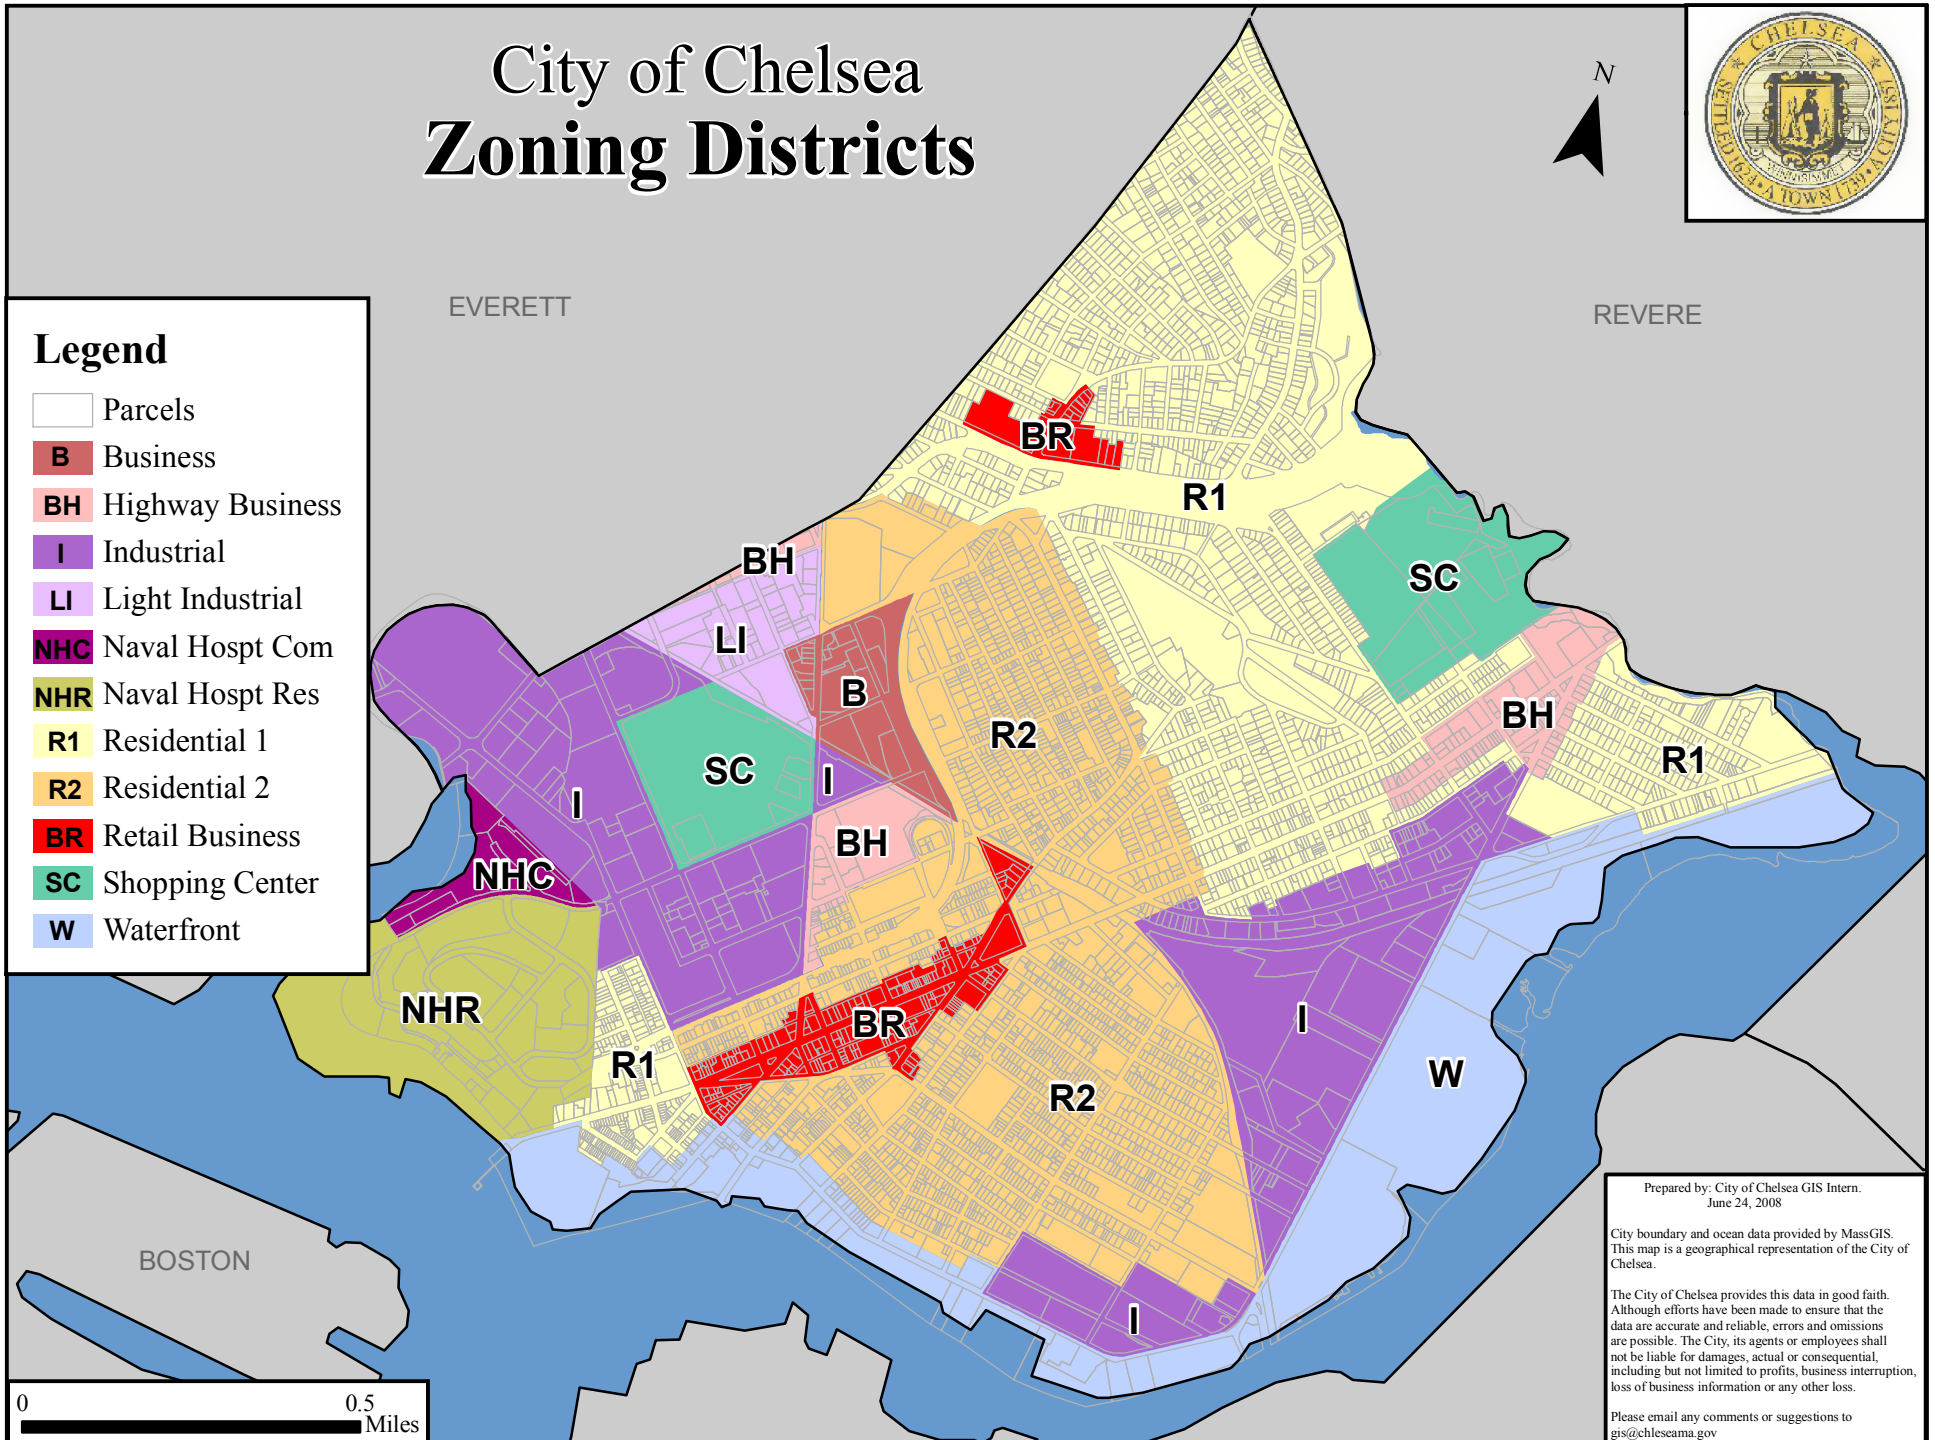 City of Chelsea
Zoning Districts
N
CHELSEA
SETTLED 1624 • A TOWN 1739 • A CITY 1857
WINNISIMMET
EVERETT
REVERE
Legend
Parcels
B Business
BH Highway Business
I Industrial
LI Light Industrial
NHC Naval Hospt Com
NHR Naval Hospt Res
R1 Residential 1
R2 Residential 2
BR Retail Business
SC Shopping Center
W Waterfront
BR
R1
BH
SC
LI
B
BH
R2
R1
SC
I
I
BH
NHC
NHR
I
BR
R1
W
R2
BOSTON
I
Prepared by: City of Chelsea GIS Intern.
June 24, 2008
City boundary and ocean data provided by MassGIS.
This map is a geographical representation of the City of
Chelsea.
The City of Chelsea provides this data in good faith.
Although efforts have been made to ensure that the
data are accurate and reliable, errors and omissions
are possible. The City, its agents or employees shall
not be liable for damages, actual or consequential,
including but not limited to profits, business interruption,
loss of business information or any other loss.
Please email any comments or suggestions to
gis@chleseama.gov
0 0.5
Miles